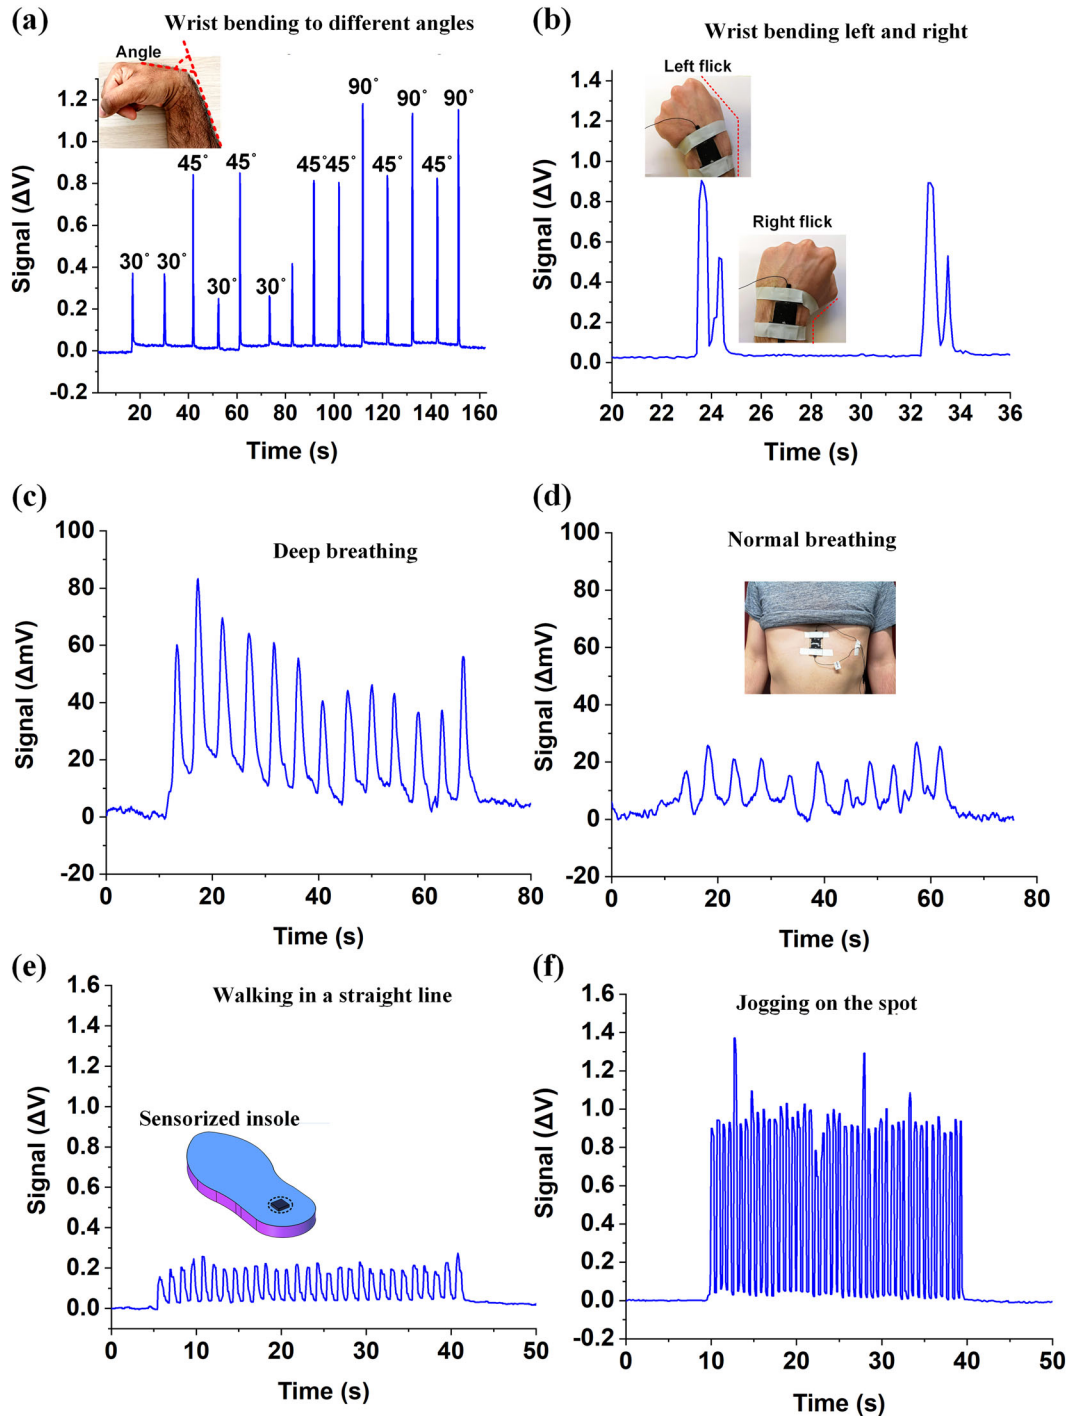 (a)
Wrist bending to different angles
Angle
30° 30° 45° 30° 45° 30° 45° 45° 90° 45° 90° 45° 90°
1.2
1.0
0.8
0.6
0.4
0.2
0.0
-0.2
Signal (ΔV)
20 40 60 80 100 120 140 160
Time (s)
(b)
Wrist bending left and right
Left flick
Right flick
1.4
1.2
1.0
0.8
0.6
0.4
0.2
0.0
Signal (ΔV)
20 22 24 26 28 30 32 34 36
Time (s)
(c)
Deep breathing
100
80
60
40
20
0
-20
Signal (ΔmV)
0 20 40 60 80
Time (s)
(d)
Normal breathing
100
80
60
40
20
0
-20
Signal (ΔmV)
0 20 40 60 80
Time (s)
(e)
Walking in a straight line
Sensorized insole
1.6
1.4
1.2
1.0
0.8
0.6
0.4
0.2
0.0
Signal (ΔV)
0 10 20 30 40 50
Time (s)
(f)
Jogging on the spot
1.6
1.4
1.2
1.0
0.8
0.6
0.4
0.2
0.0
-0.2
Signal (ΔV)
0 10 20 30 40 50
Time (s)